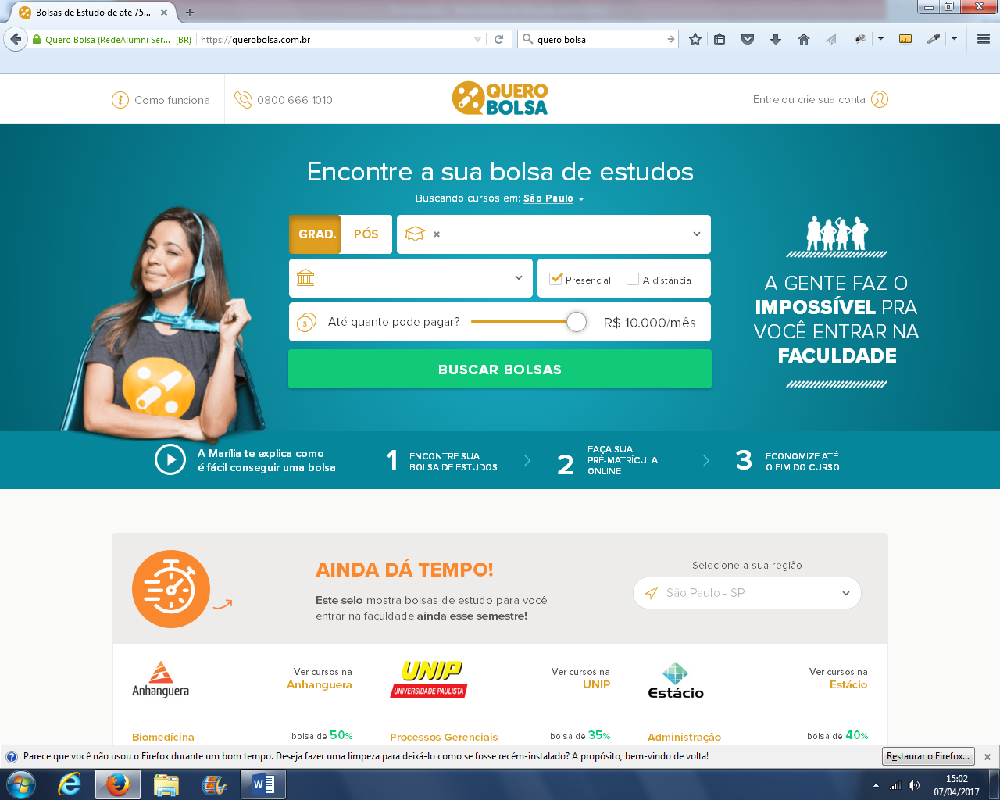 Bolsas de Estudo de até 75...
Quero Bolsa (RedeAlumni Ser... (BR)
https://querobolsa.com.br
quero bolsa
Como funciona
0800 666 1010
QUERO
BOLSA
Entre ou crie sua conta
Encontre a sua bolsa de estudos
Buscando cursos em: São Paulo
GRAD.
PÓS
Presencial
A distância
Até quanto pode pagar?
R$ 10.000/mês
BUSCAR BOLSAS
A GENTE FAZ O
IMPOSSÍVEL PRA
VOCÊ ENTRAR NA
FACULDADE
A Marília te explica como
é fácil conseguir uma bolsa
1 ENCONTRE SUA
BOLSA DE ESTUDOS
2 FAÇA SUA
PRÉ-MATRÍCULA
ONLINE
3 ECONOMIZE ATÉ
O FIM DO CURSO
AINDA DÁ TEMPO!
Este selo mostra bolsas de estudo para você
entrar na faculdade ainda esse semestre!
Selecione a sua região
São Paulo - SP
Anhanguera
Ver cursos na
Anhanguera
UNIP
UNIVERSIDADE PAULISTA
Ver cursos na
UNIP
Estácio
Ver cursos na
Estácio
Biomedicina
bolsa de 50%
Processos Gerenciais
bolsa de 35%
Administração
bolsa de 40%
Parece que você não usou o Firefox durante um bom tempo. Deseja fazer uma limpeza para deixá-lo como se fosse recém-instalado? A propósito, bem-vindo de volta!
Restaurar o Firefox...
15:02
07/04/2017